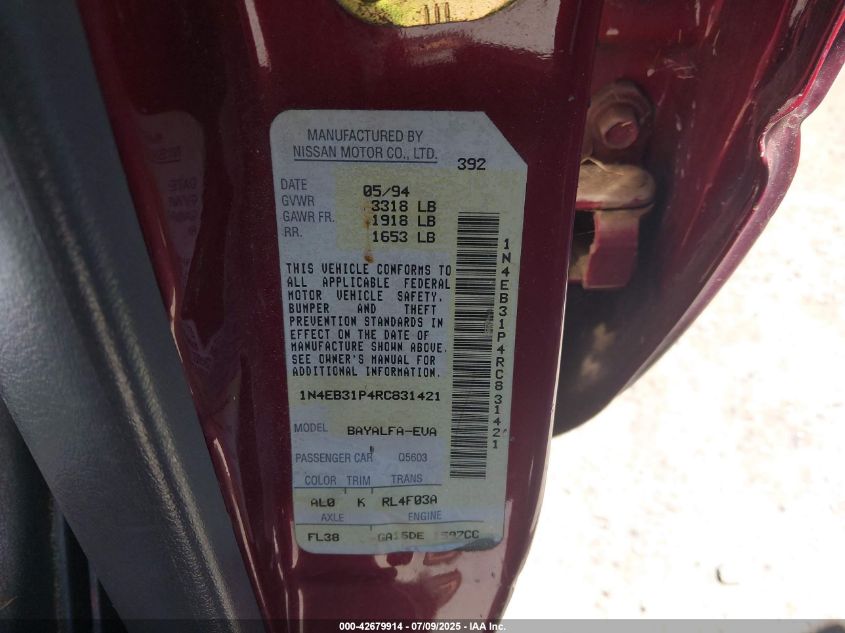 MANUFACTURED BY
NISSAN MOTOR CO., LTD.
392
DATE 05/94
GVWR 3318 LB
GAWR FR. 1918 LB
RR. 1653 LB
THIS VEHICLE CONFORMS TO
ALL APPLICABLE FEDERAL
MOTOR VEHICLE SAFETY,
BUMPER AND THEFT
PREVENTION STANDARDS IN
EFFECT ON THE DATE OF
MANUFACTURE SHOWN ABOVE.
SEE OWNER'S MANUAL FOR
ADDITIONAL INFORMATION.
1N4EB31P4RC831421
1N4EB31P4RC831421
MODEL BAYALFA-EVA
PASSENGER CAR Q5603
COLOR TRIM TRANS
AL0 K RL4F03A
AXLE ENGINE
FL38
000-42679914 - 07/09/2025 - IAA Inc.